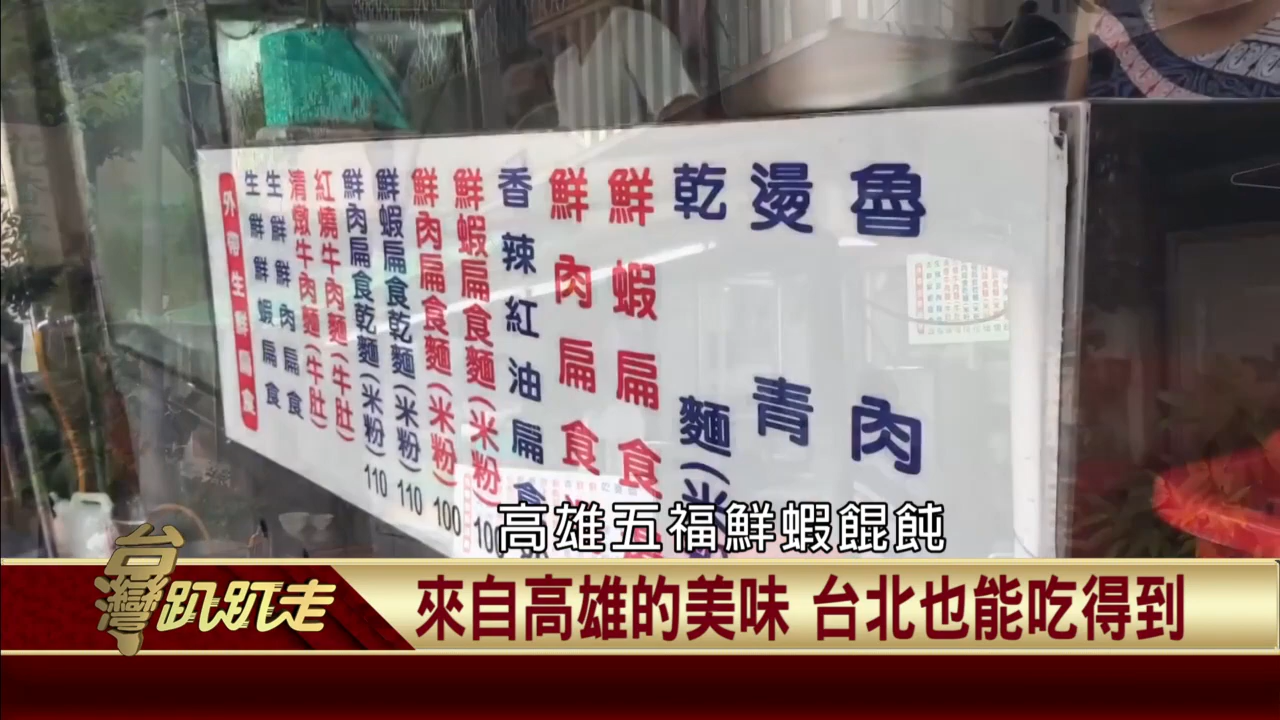 魯肉
燙青
乾麵(米粉
鮮蝦扁食
鮮肉扁食
香辣紅油扁食
鮮蝦扁食麵(米粉) 10
鮮肉扁食麵(米粉) 100
鮮蝦扁食乾麵(米粉) 110
鮮肉扁食乾麵(米粉) 110
紅燒牛肉麵(牛肚)
清燉牛肉麵(牛肚)
生鮮鮮肉扁食
生鮮鮮蝦扁食
外帶生鮮扁食
高雄五福鮮蝦餛飩
台灣趴趴走
來自高雄的美味 台北也能吃得到